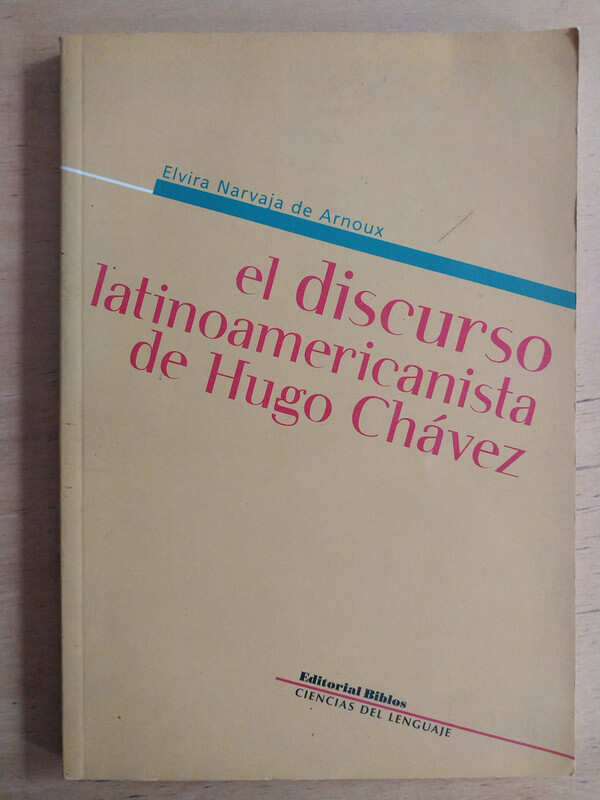 Elvira Narvaja de Arnoux
el discurso
latinoamericanista
de Hugo Chávez
Editorial Biblos
CIENCIAS DEL LENGUAJE